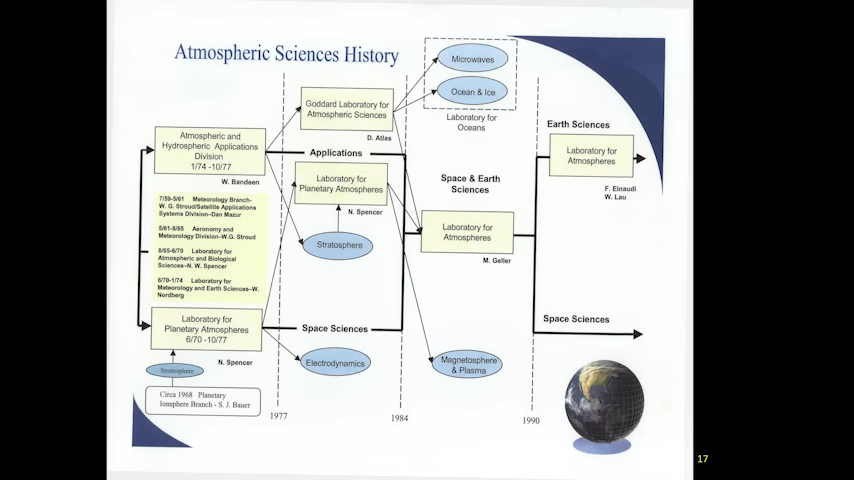 Atmospheric Sciences History
Microwaves
Ocean & Ice
Laboratory for
Oceans
Goddard Laboratory for
Atmospheric Sciences
D. Atlas
Earth Sciences
Laboratory for
Atmospheres
F. Einaudi
W. Lau
Atmospheric and
Hydrospheric Applications
Division
1/74 -10/77
W. Bandeen
Applications
Laboratory for
Planetary Atmospheres
N. Spencer
Space & Earth
Sciences
7/59-5/61 Meteorology Branch-
W. G. Stroud/Satellite Applications
Systems Division–Dan Mazur
5/61-8/65 Aeronomy and
Meteorology Division–W.G. Stroud
8/65-6/70 Laboratory for
Atmospheric and Biological
Sciences–N. W. Spencer
6/70-1/74 Laboratory for
Meteorology and Earth Sciences–W.
Nordberg
Stratosphere
Laboratory for
Atmospheres
M. Geller
Laboratory for
Planetary Atmospheres
6/70 -10/77
N. Spencer
Space Sciences
Space Sciences
Electrodynamics
Magnetosphere
& Plasma
Stratosphere
Circa 1968 Planetary
Ionsphere Branch - S. J. Bauer
1977
1984
1990
17